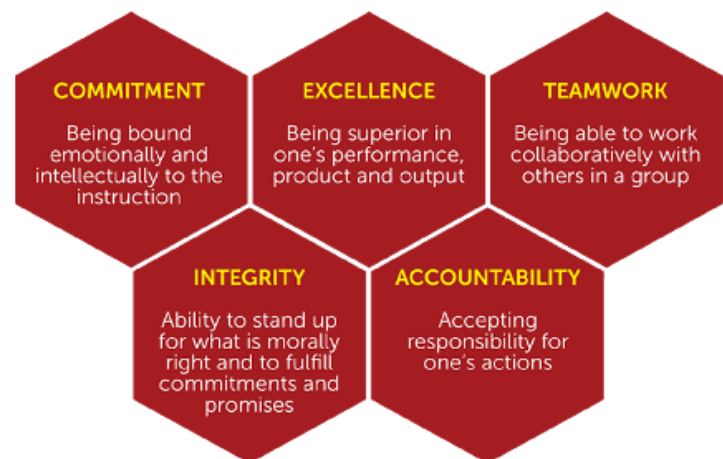 COMMITMENT
Being bound
emotionally and
intellectually to the
instruction
EXCELLENCE
Being superior in
one's performance,
product and output
TEAMWORK
Being able to work
collaboratively with
others in a group
INTEGRITY
Ability to stand up
for what is morally
right and to fulfill
commitments and
promises
ACCOUNTABILITY
Accepting
responsibility for
one's actions